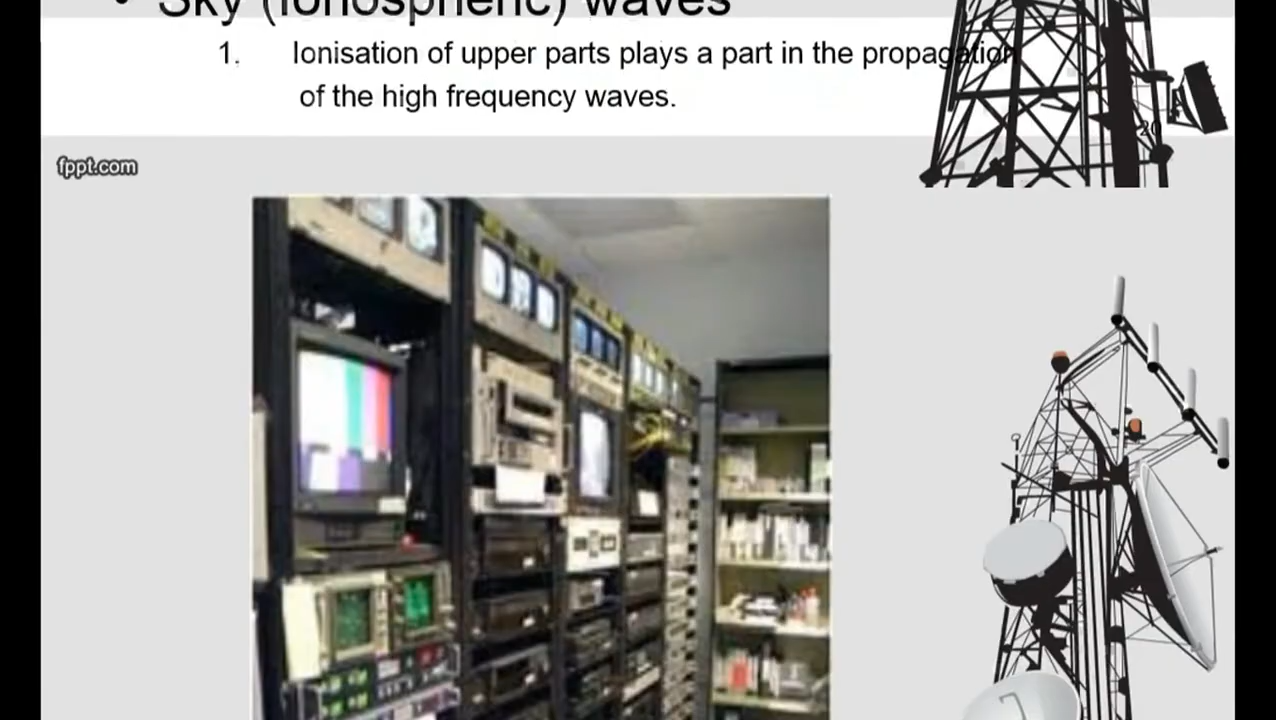 • Sky (Ionospheric) waves
1. Ionisation of upper parts plays a part in the propagation
of the high frequency waves.
20
fppt.com